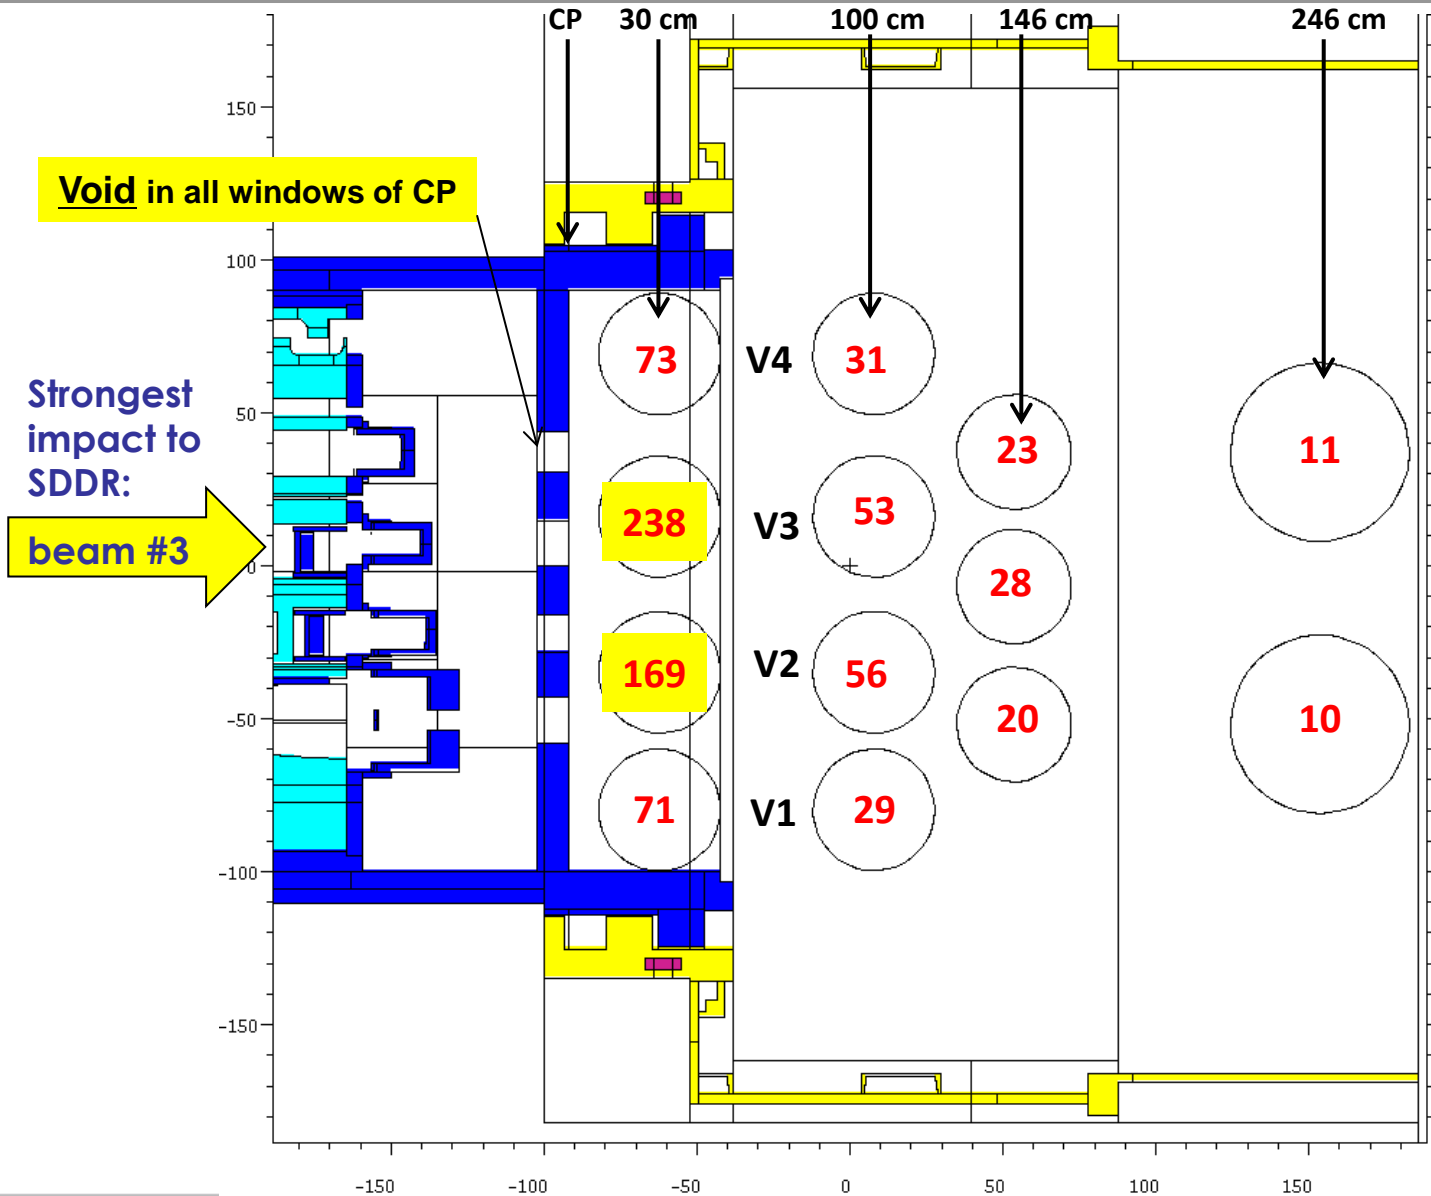 CP 30 cm 100 cm 146 cm 246 cm
150
Void in all windows of CP
100
73 V4 31
Strongest
impact to
SDDR:
50
23 11
238 V3 53
beam #3
0
28
169 V2 56
-50
20 10
71 V1 29
-100
-150
-150 -100 -50 0 50 100 150